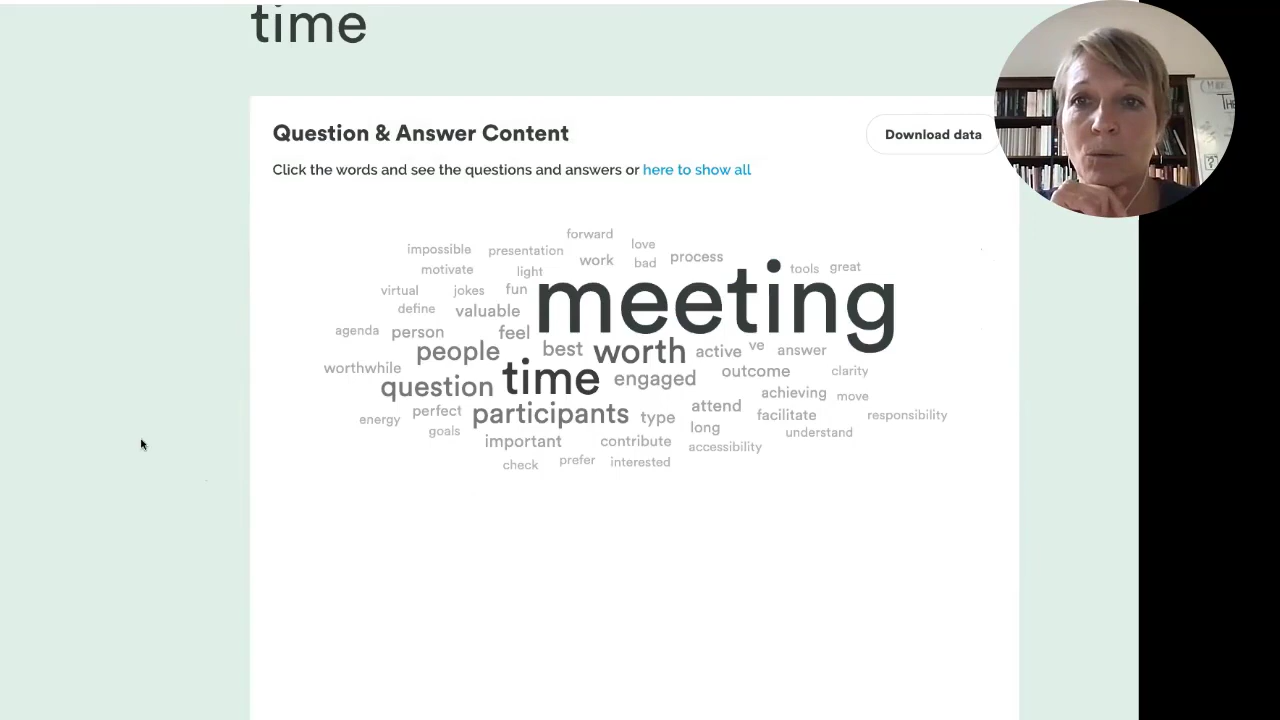 time
Question & Answer Content
Download data
Click the words and see the questions and answers or here to show all
forward
impossible presentation love
work bad process
motivate light tools great
virtual jokes fun meeting
define valuable
agenda person feel
people best worth active ve answer
worthwhile outcome clarity
question time engaged
achieving move
energy perfect participants type attend facilitate responsibility
goals long understand
important contribute accessibility
check prefer interested